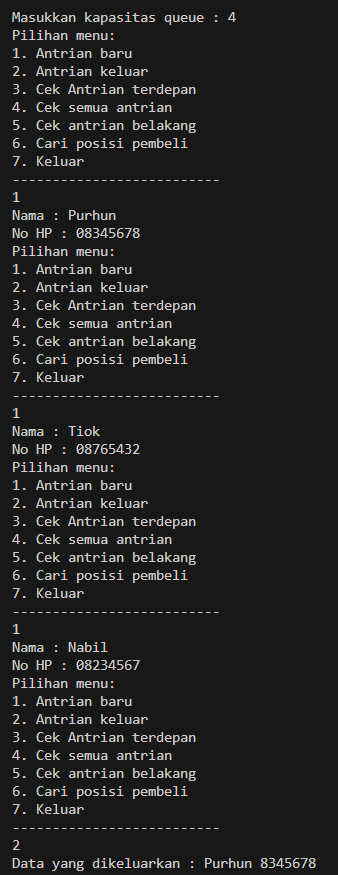 Masukkan kapasitas queue : 4
Pilihan menu:
1. Antrian baru
2. Antrian keluar
3. Cek Antrian terdepan
4. Cek semua antrian
5. Cek antrian belakang
6. Cari posisi pembeli
7. Keluar
--------------------------
1
Nama : Purhun
No HP : 08345678
Pilihan menu:
1. Antrian baru
2. Antrian keluar
3. Cek Antrian terdepan
4. Cek semua antrian
5. Cek antrian belakang
6. Cari posisi pembeli
7. Keluar
--------------------------
1
Nama : Tiok
No HP : 08765432
Pilihan menu:
1. Antrian baru
2. Antrian keluar
3. Cek Antrian terdepan
4. Cek semua antrian
5. Cek antrian belakang
6. Cari posisi pembeli
7. Keluar
--------------------------
1
Nama : Nabil
No HP : 08234567
Pilihan menu:
1. Antrian baru
2. Antrian keluar
3. Cek Antrian terdepan
4. Cek semua antrian
5. Cek antrian belakang
6. Cari posisi pembeli
7. Keluar
--------------------------
2
Data yang dikeluarkan : Purhun 8345678